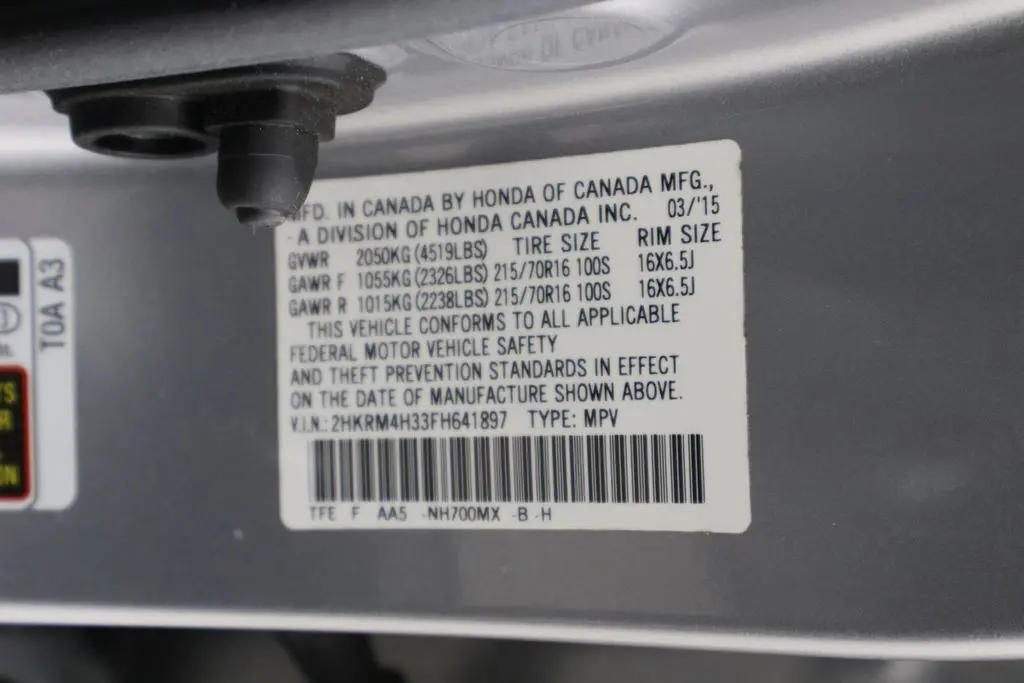 MFD. IN CANADA BY HONDA OF CANADA MFG.,
- A DIVISION OF HONDA CANADA INC. 03/'15
GVWR 2050KG (4519LBS) TIRE SIZE RIM SIZE
GAWR F 1055KG (2326LBS) 215/70R16 100S 16X6.5J
GAWR R 1015KG (2238LBS) 215/70R16 100S 16X6.5J
THIS VEHICLE CONFORMS TO ALL APPLICABLE
FEDERAL MOTOR VEHICLE SAFETY
AND THEFT PREVENTION STANDARDS IN EFFECT
ON THE DATE OF MANUFACTURE SHOWN ABOVE.
V.I.N.: 2HKRM4H33FH641897 TYPE: MPV
TFE F AA5 -NH700MX -B -H
T0A A3